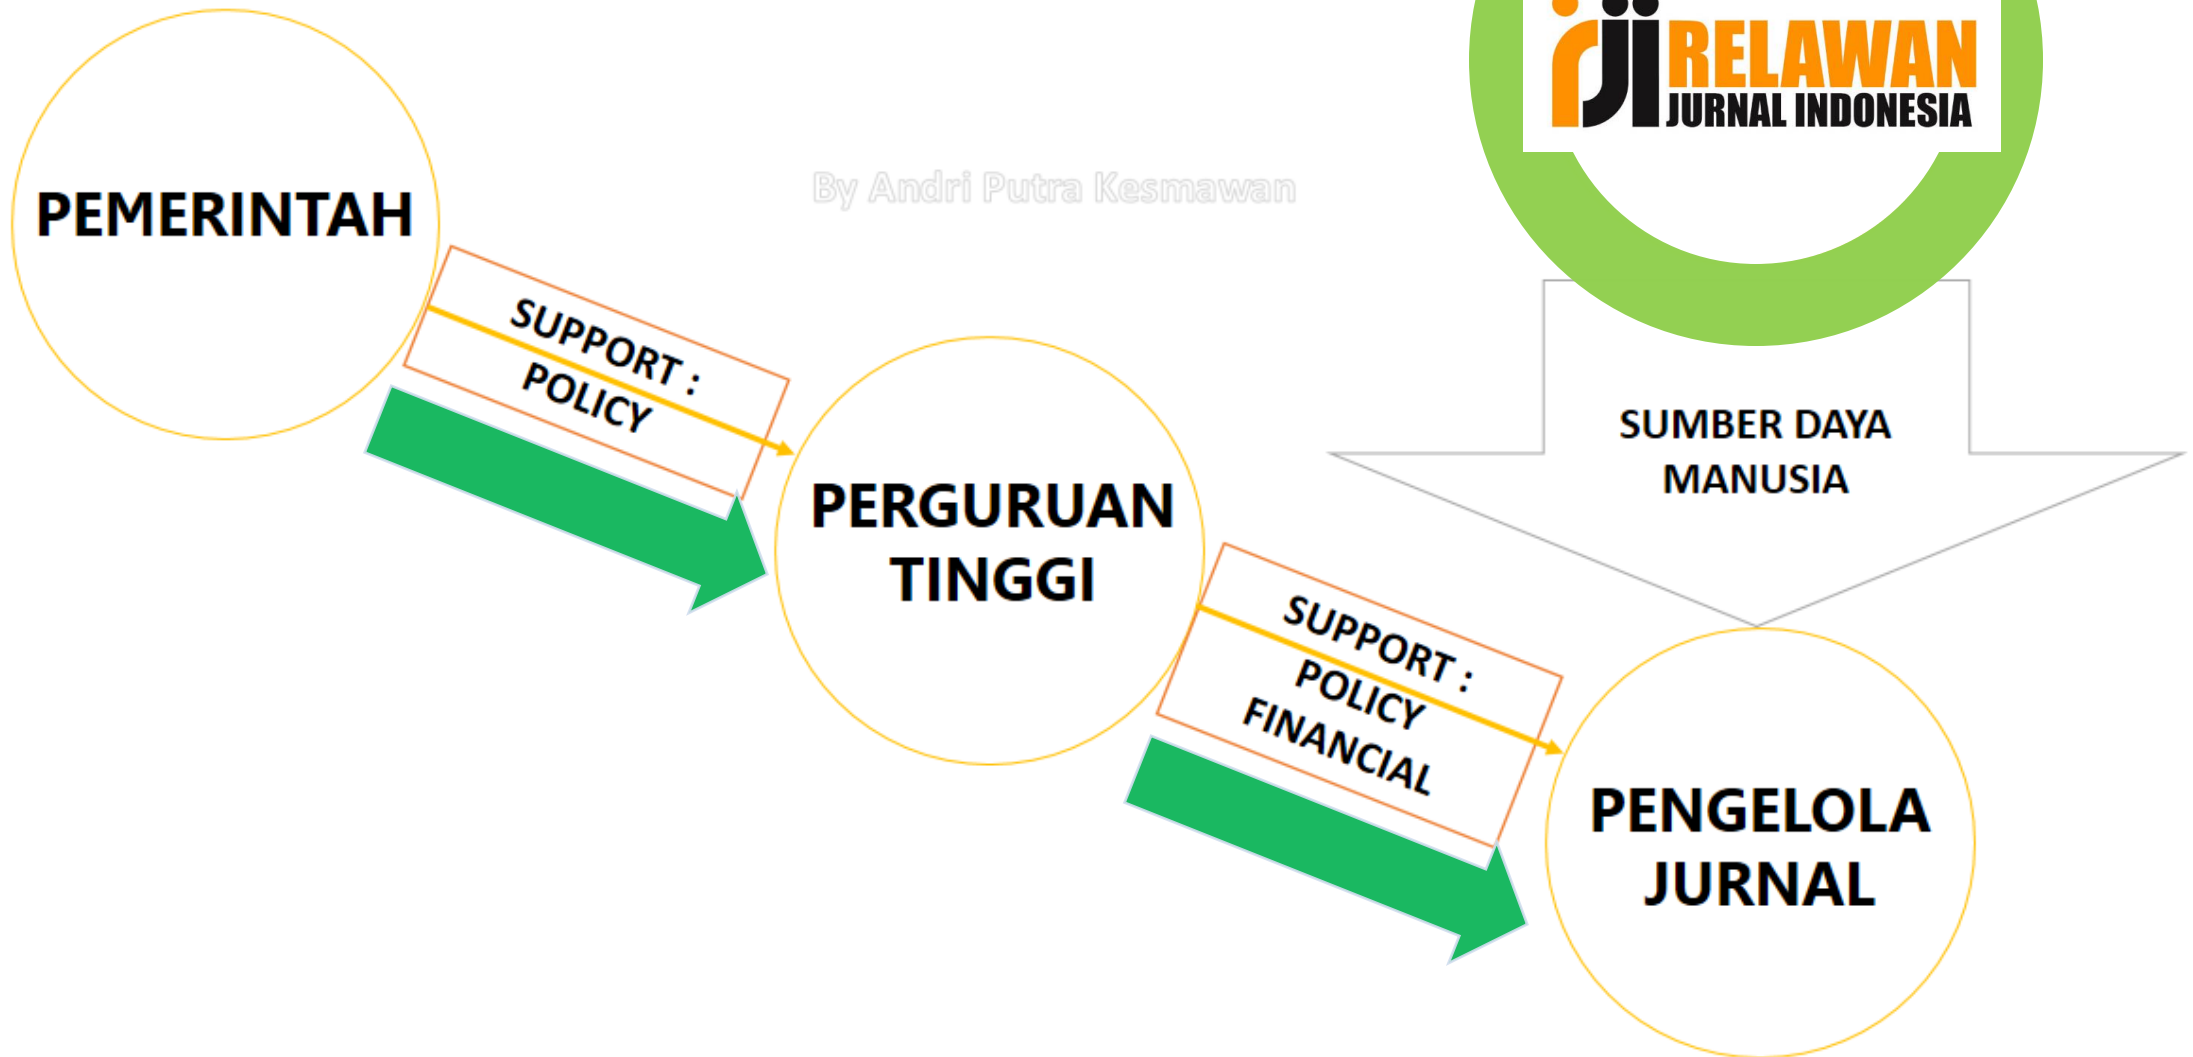 rji RELAWAN
JURNAL INDONESIA
By Andri Putra Kesmawan
PEMERINTAH
SUPPORT :
POLICY
PERGURUAN
TINGGI
SUMBER DAYA
MANUSIA
SUPPORT :
POLICY
FINANCIAL
PENGELOLA
JURNAL